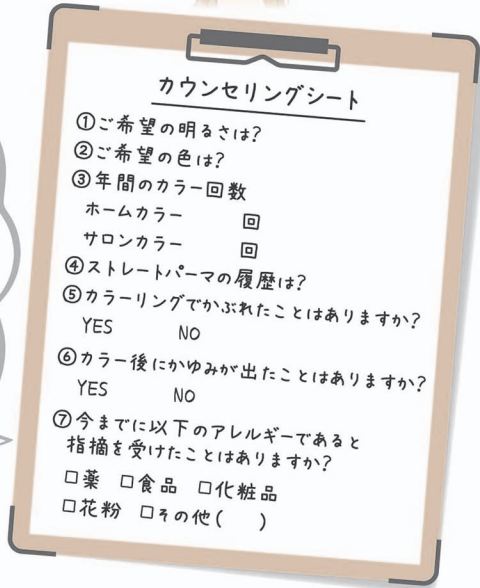 カウンセリングシート
①ご希望の明るさは?
②ご希望の色は?
③年間のカラー回数
ホームカラー 回
サロンカラー 回
④ストレートパーマの履歴は?
⑤カラーリングでかぶれたことはありますか?
YES NO
⑥カラー後にかゆみが出たことはありますか?
YES NO
⑦今までに以下のアレルギーであると
指摘を受けたことはありますか?
□薬 □食品 □化粧品
□花粉 □その他( )